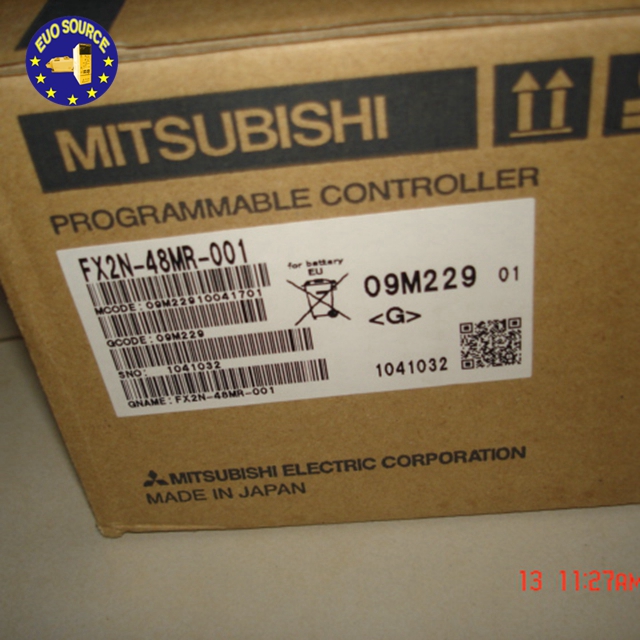 EUO SOURCE
MITSUBISHI
PROGRAMMABLE CONTROLLER
FX2N-48MR-001
MCODE: 09M22910041701
QCODE: 09M229
SNO: 1041032
GNAME: FX2N-48MR-001
for battery
EU
09M229 01
<G>
1041032
MITSUBISHI ELECTRIC CORPORATION
MADE IN JAPAN
13 11:27AM